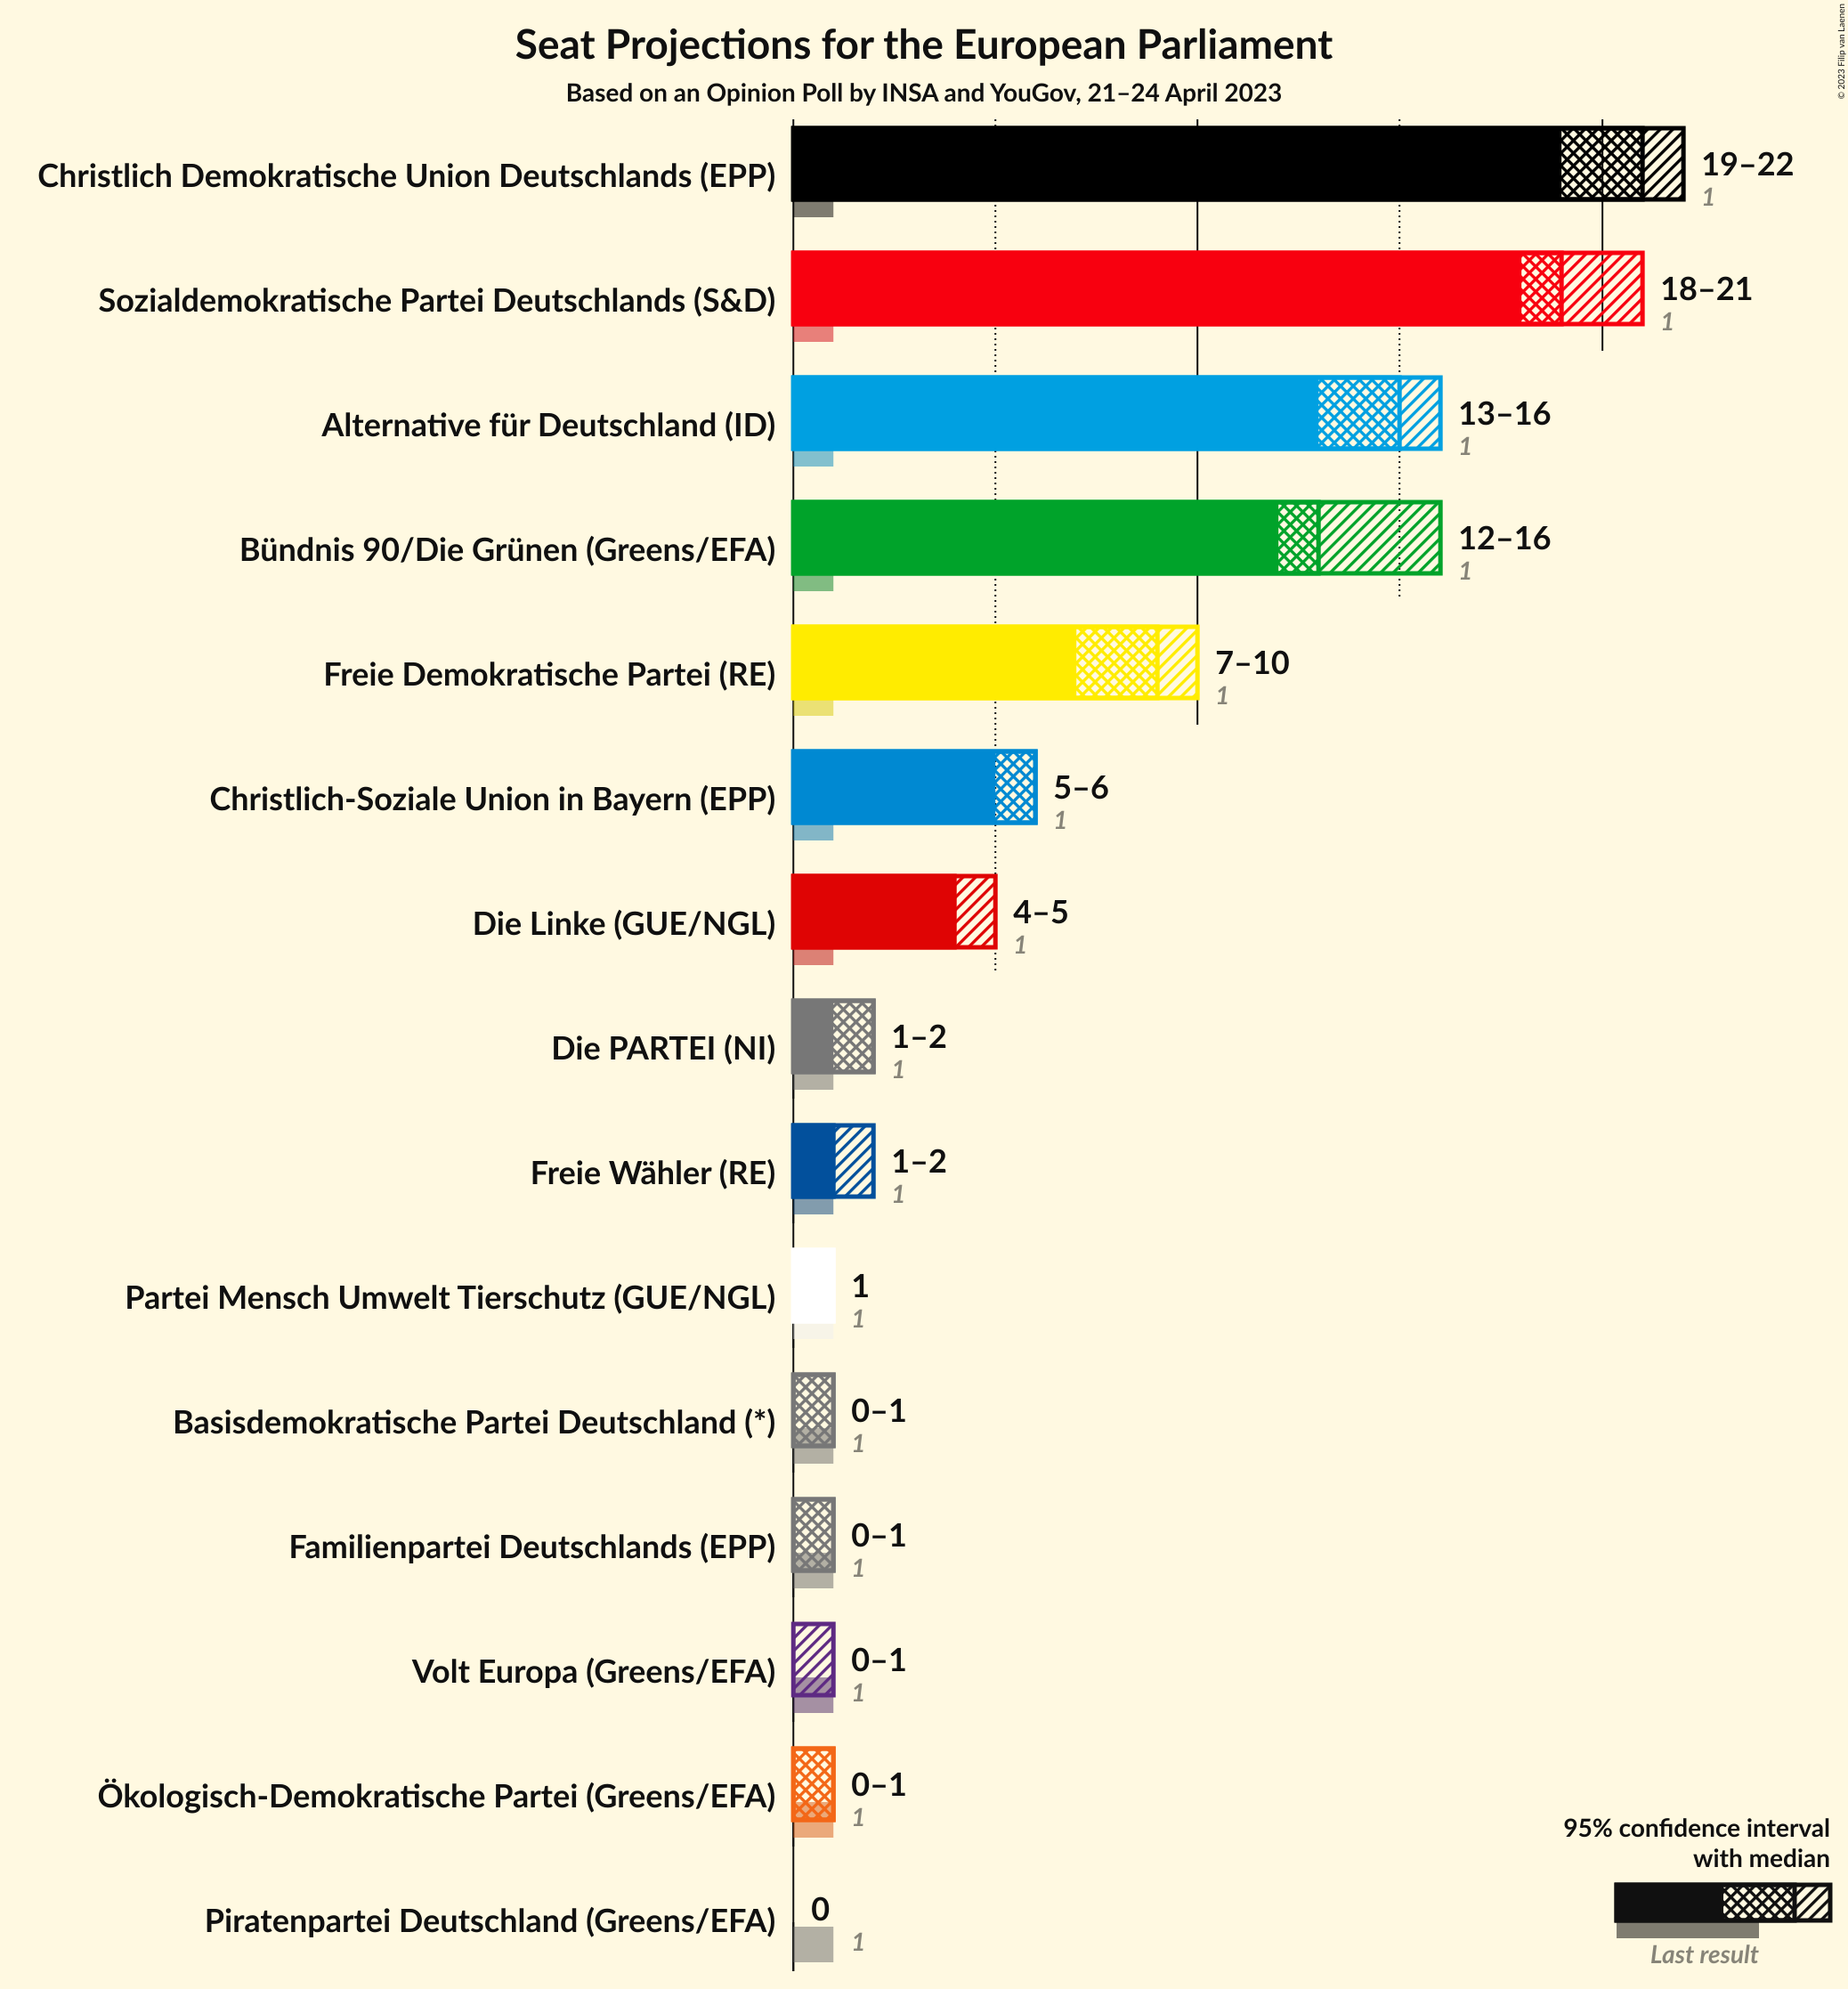 Seat Projections for the European Parliament
Based on an Opinion Poll by INSA and YouGov, 21–24 April 2023
© 2023 Filip van Laenen
Christlich Demokratische Union Deutschlands (EPP)
19–22
1
Sozialdemokratische Partei Deutschlands (S&D)
18–21
1
Alternative für Deutschland (ID)
13–16
1
Bündnis 90/Die Grünen (Greens/EFA)
12–16
1
Freie Demokratische Partei (RE)
7–10
1
Christlich-Soziale Union in Bayern (EPP)
5–6
1
Die Linke (GUE/NGL)
4–5
1
Die PARTEI (NI)
1–2
1
Freie Wähler (RE)
1–2
1
Partei Mensch Umwelt Tierschutz (GUE/NGL)
1
1
Basisdemokratische Partei Deutschland (*)
0–1
1
Familienpartei Deutschlands (EPP)
0–1
1
Volt Europa (Greens/EFA)
0–1
1
Ökologisch-Demokratische Partei (Greens/EFA)
0–1
1
Piratenpartei Deutschland (Greens/EFA)
0
1
95% confidence interval
with median
Last result